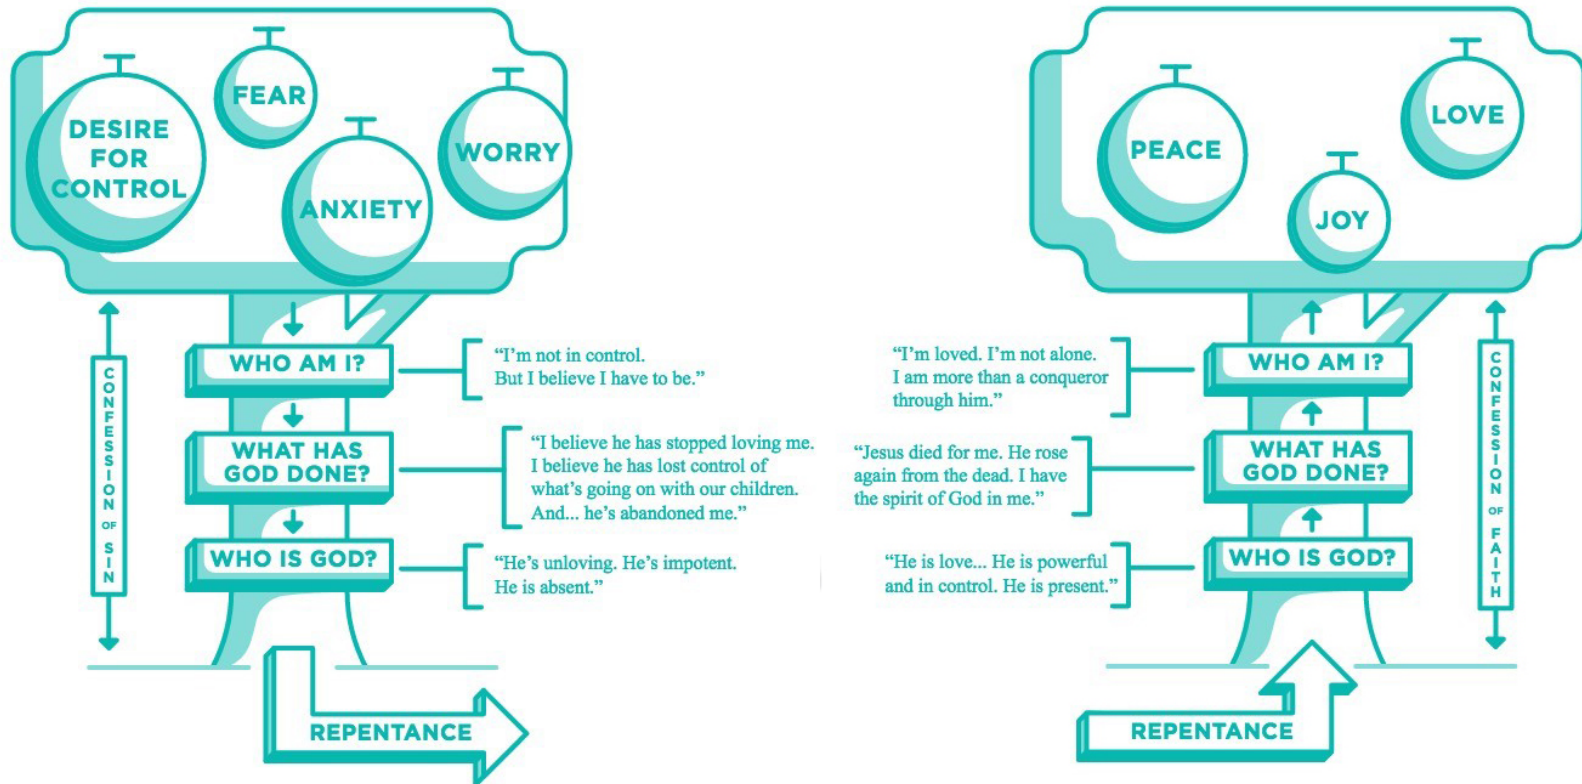 DESIRE
FOR
CONTROL
FEAR
ANXIETY
WORRY
CONFESSION OF SIN
WHO AM I?
“I’m not in control.
But I believe I have to be.”
WHAT HAS
GOD DONE?
“I believe he has stopped loving me.
I believe he has lost control of
what’s going on with our children.
And... he’s abandoned me.”
WHO IS GOD?
“He’s unloving. He’s impotent.
He is absent.”
REPENTANCE
PEACE
JOY
LOVE
“I’m loved. I’m not alone.
I am more than a conqueror
through him.”
WHO AM I?
“Jesus died for me. He rose
again from the dead. I have
the spirit of God in me.”
WHAT HAS
GOD DONE?
“He is love... He is powerful
and in control. He is present.”
WHO IS GOD?
CONFESSION OF FAITH
REPENTANCE